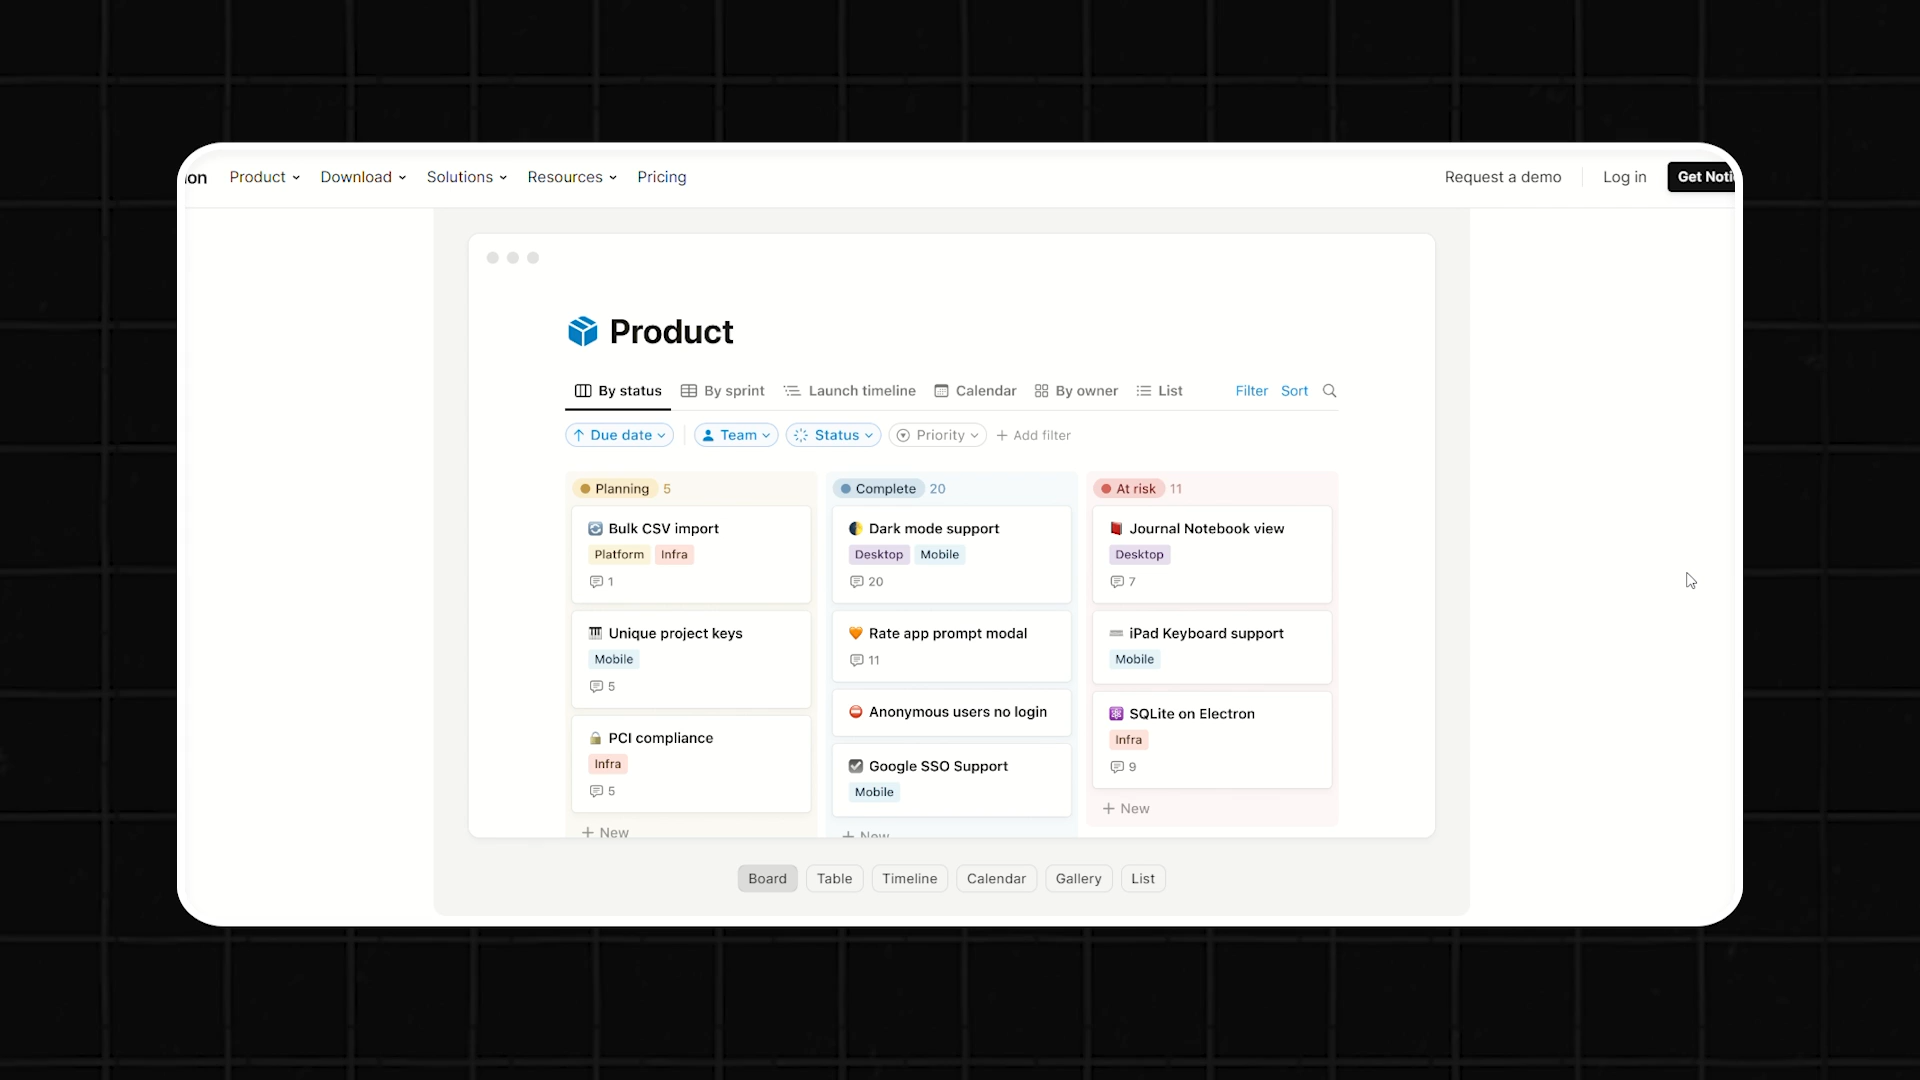 ion Product Download Solutions Resources Pricing Request a demo Log in Get Noti
Product
By status By sprint Launch timeline Calendar By owner List Filter Sort
Due date Team Status Priority + Add filter
Planning 5
Bulk CSV import
Platform Infra
1
Unique project keys
Mobile
5
PCI compliance
Infra
5
+ New
Complete 20
Dark mode support
Desktop Mobile
20
Rate app prompt modal
11
Anonymous users no login
Google SSO Support
Mobile
+ New
At risk 11
Journal Notebook view
Desktop
7
iPad Keyboard support
Mobile
SQLite on Electron
Infra
9
+ New
Board Table Timeline Calendar Gallery List